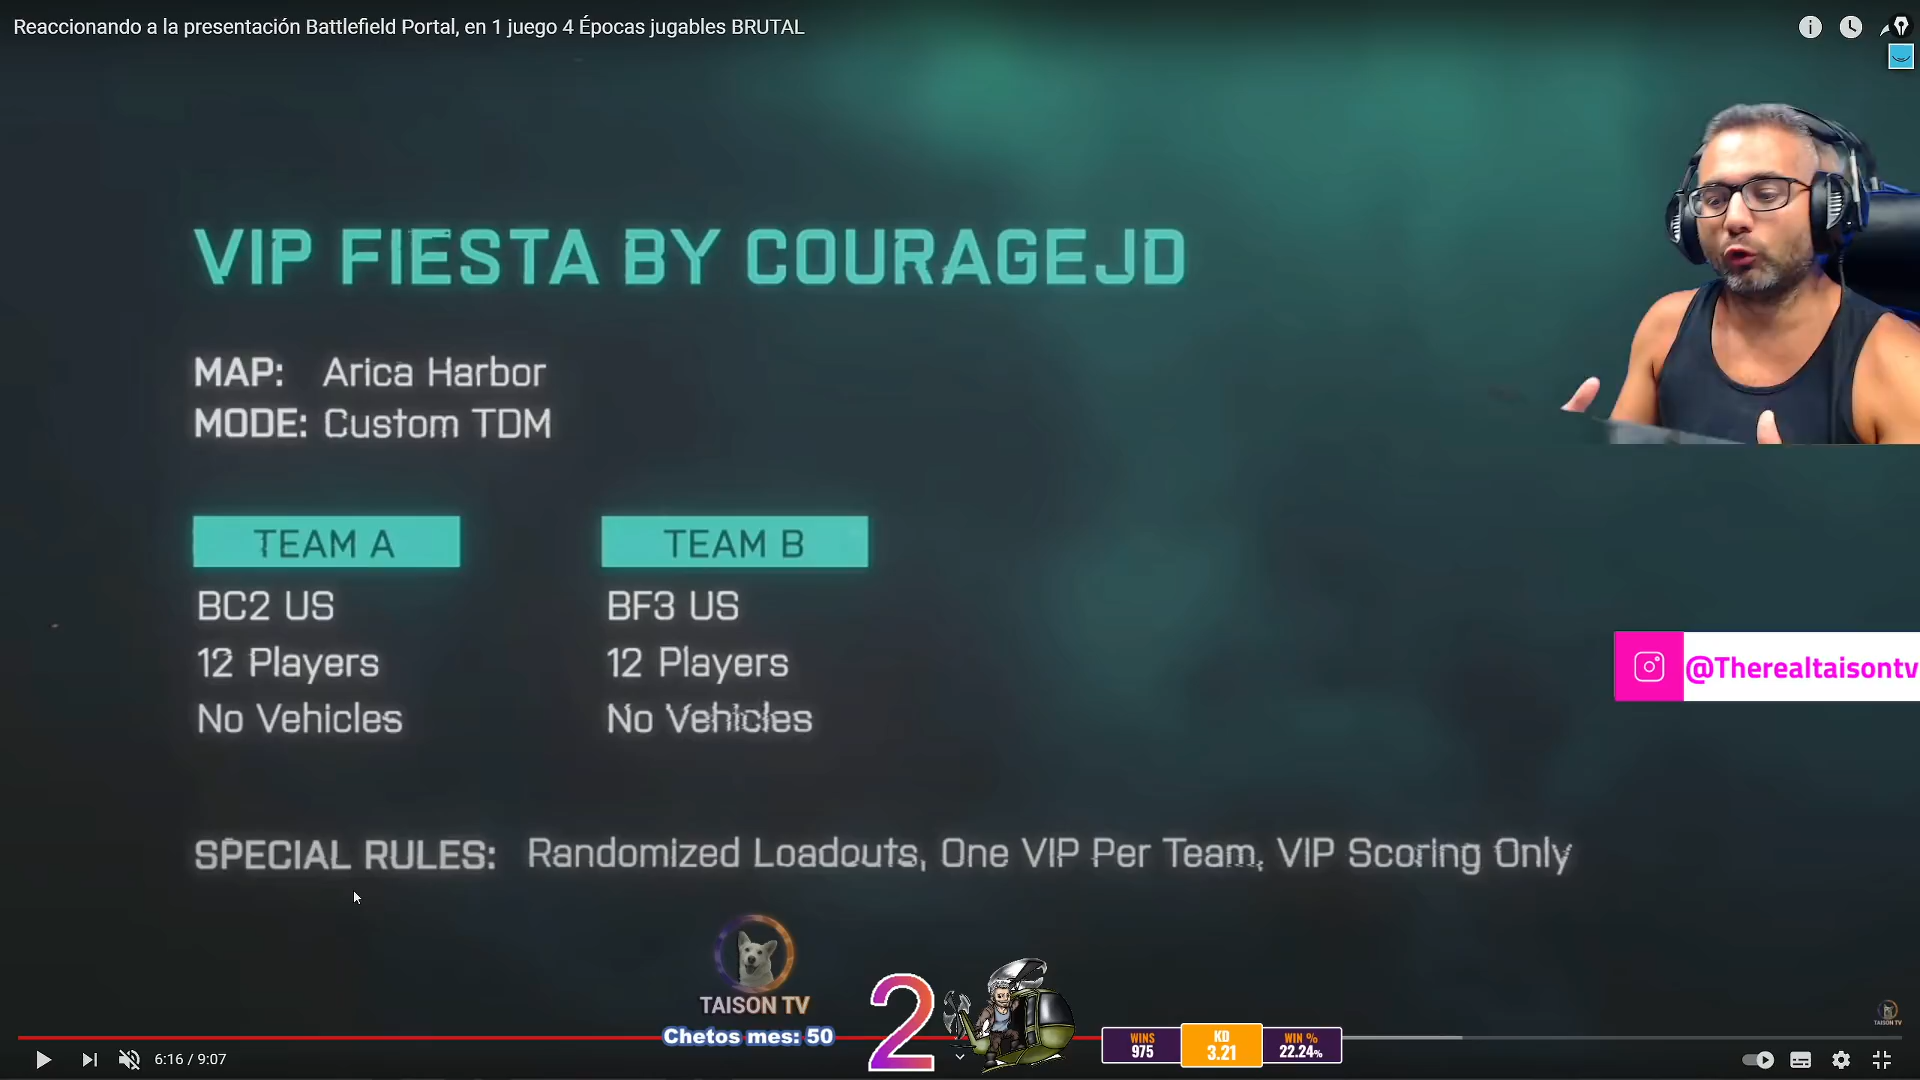 Reaccionando a la presentación Battlefield Portal, en 1 juego 4 Épocas jugables BRUTAL
VIP FIESTA BY COURAGEJD
MAP: Arica Harbor
MODE: Custom TDM
TEAM A
TEAM B
BC2 US
BF3 US
12 Players
12 Players
No Vehicles
No Vehicles
@Therealtaisontv
SPECIAL RULES: Randomized Loadouts, One VIP Per Team, VIP Scoring Only
TAISON TV
Chetos mes: 50
2
WINS
975
KD
3.21
WIN %
22.24%
TAISON TV
6:16 / 9:07